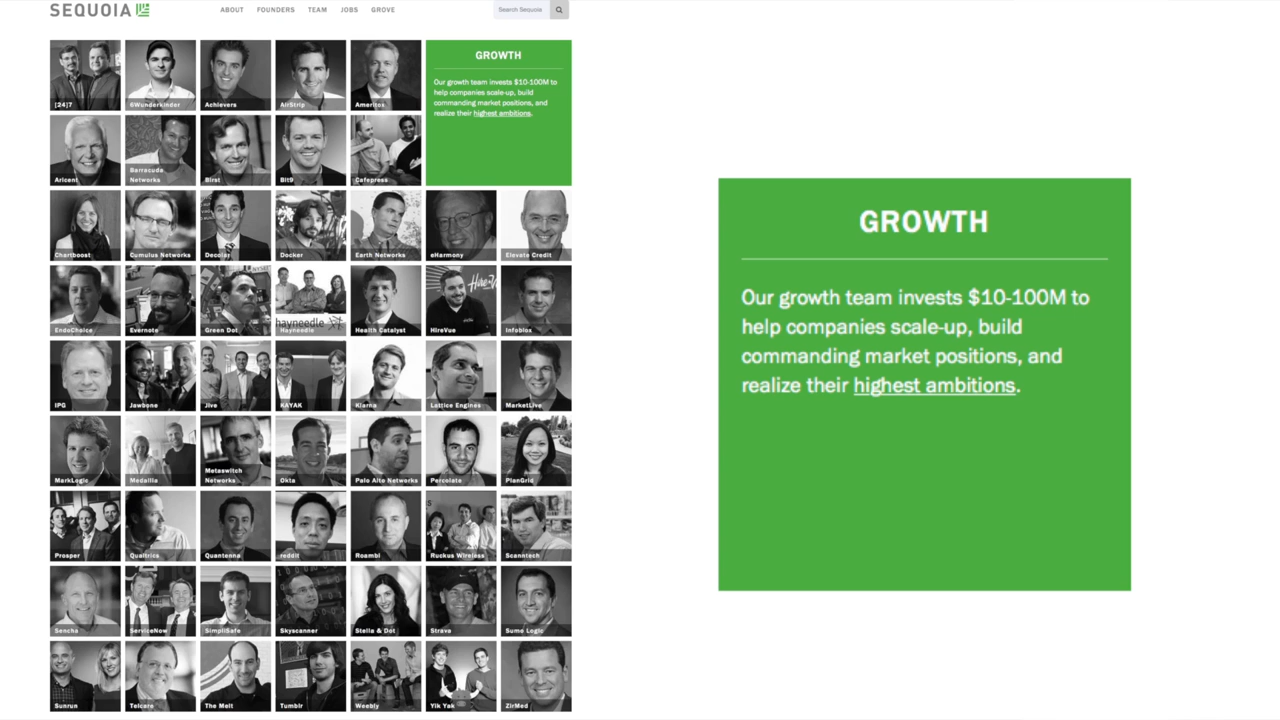 SEQUOIA
ABOUT FOUNDERS TEAM JOBS GROVE
Search Sequoia
[24]7
6Wunderkinder
Achievers
AirStrip
Ameritox
GROWTH
Our growth team invests $10-100M to
help companies scale-up, build
commanding market positions, and
realize their highest ambitions.
Aricent
Barracuda
Networks
Birst
Bit9
Cafepress
Chartboost
Cumulus Networks
Decolar
Docker
Earth Networks
eHarmony
Elevate Credit
EndoChoice
Evernote
Green Dot
hayneedle
Hayneedle
Health Catalyst
HireVue
Infoblox
IPG
Jawbone
Jive
KAYAK
Klarna
Lattice Engines
MarketLive
MarkLogic
Medallia
Metaswitch
Networks
Okta
Palo Alto Networks
Percolate
PlanGrid
Prosper
Qualtrics
Quantenna
reddit
Roambi
Ruckus Wireless
Scanntech
Sencha
ServiceNow
SimpliSafe
Skyscanner
Stella & Dot
Strava
Sumo Logic
Sunrun
Telcare
The Melt
Tumblr
Weebly
Yik Yak
ZirMed
GROWTH
Our growth team invests $10-100M to
help companies scale-up, build
commanding market positions, and
realize their highest ambitions.